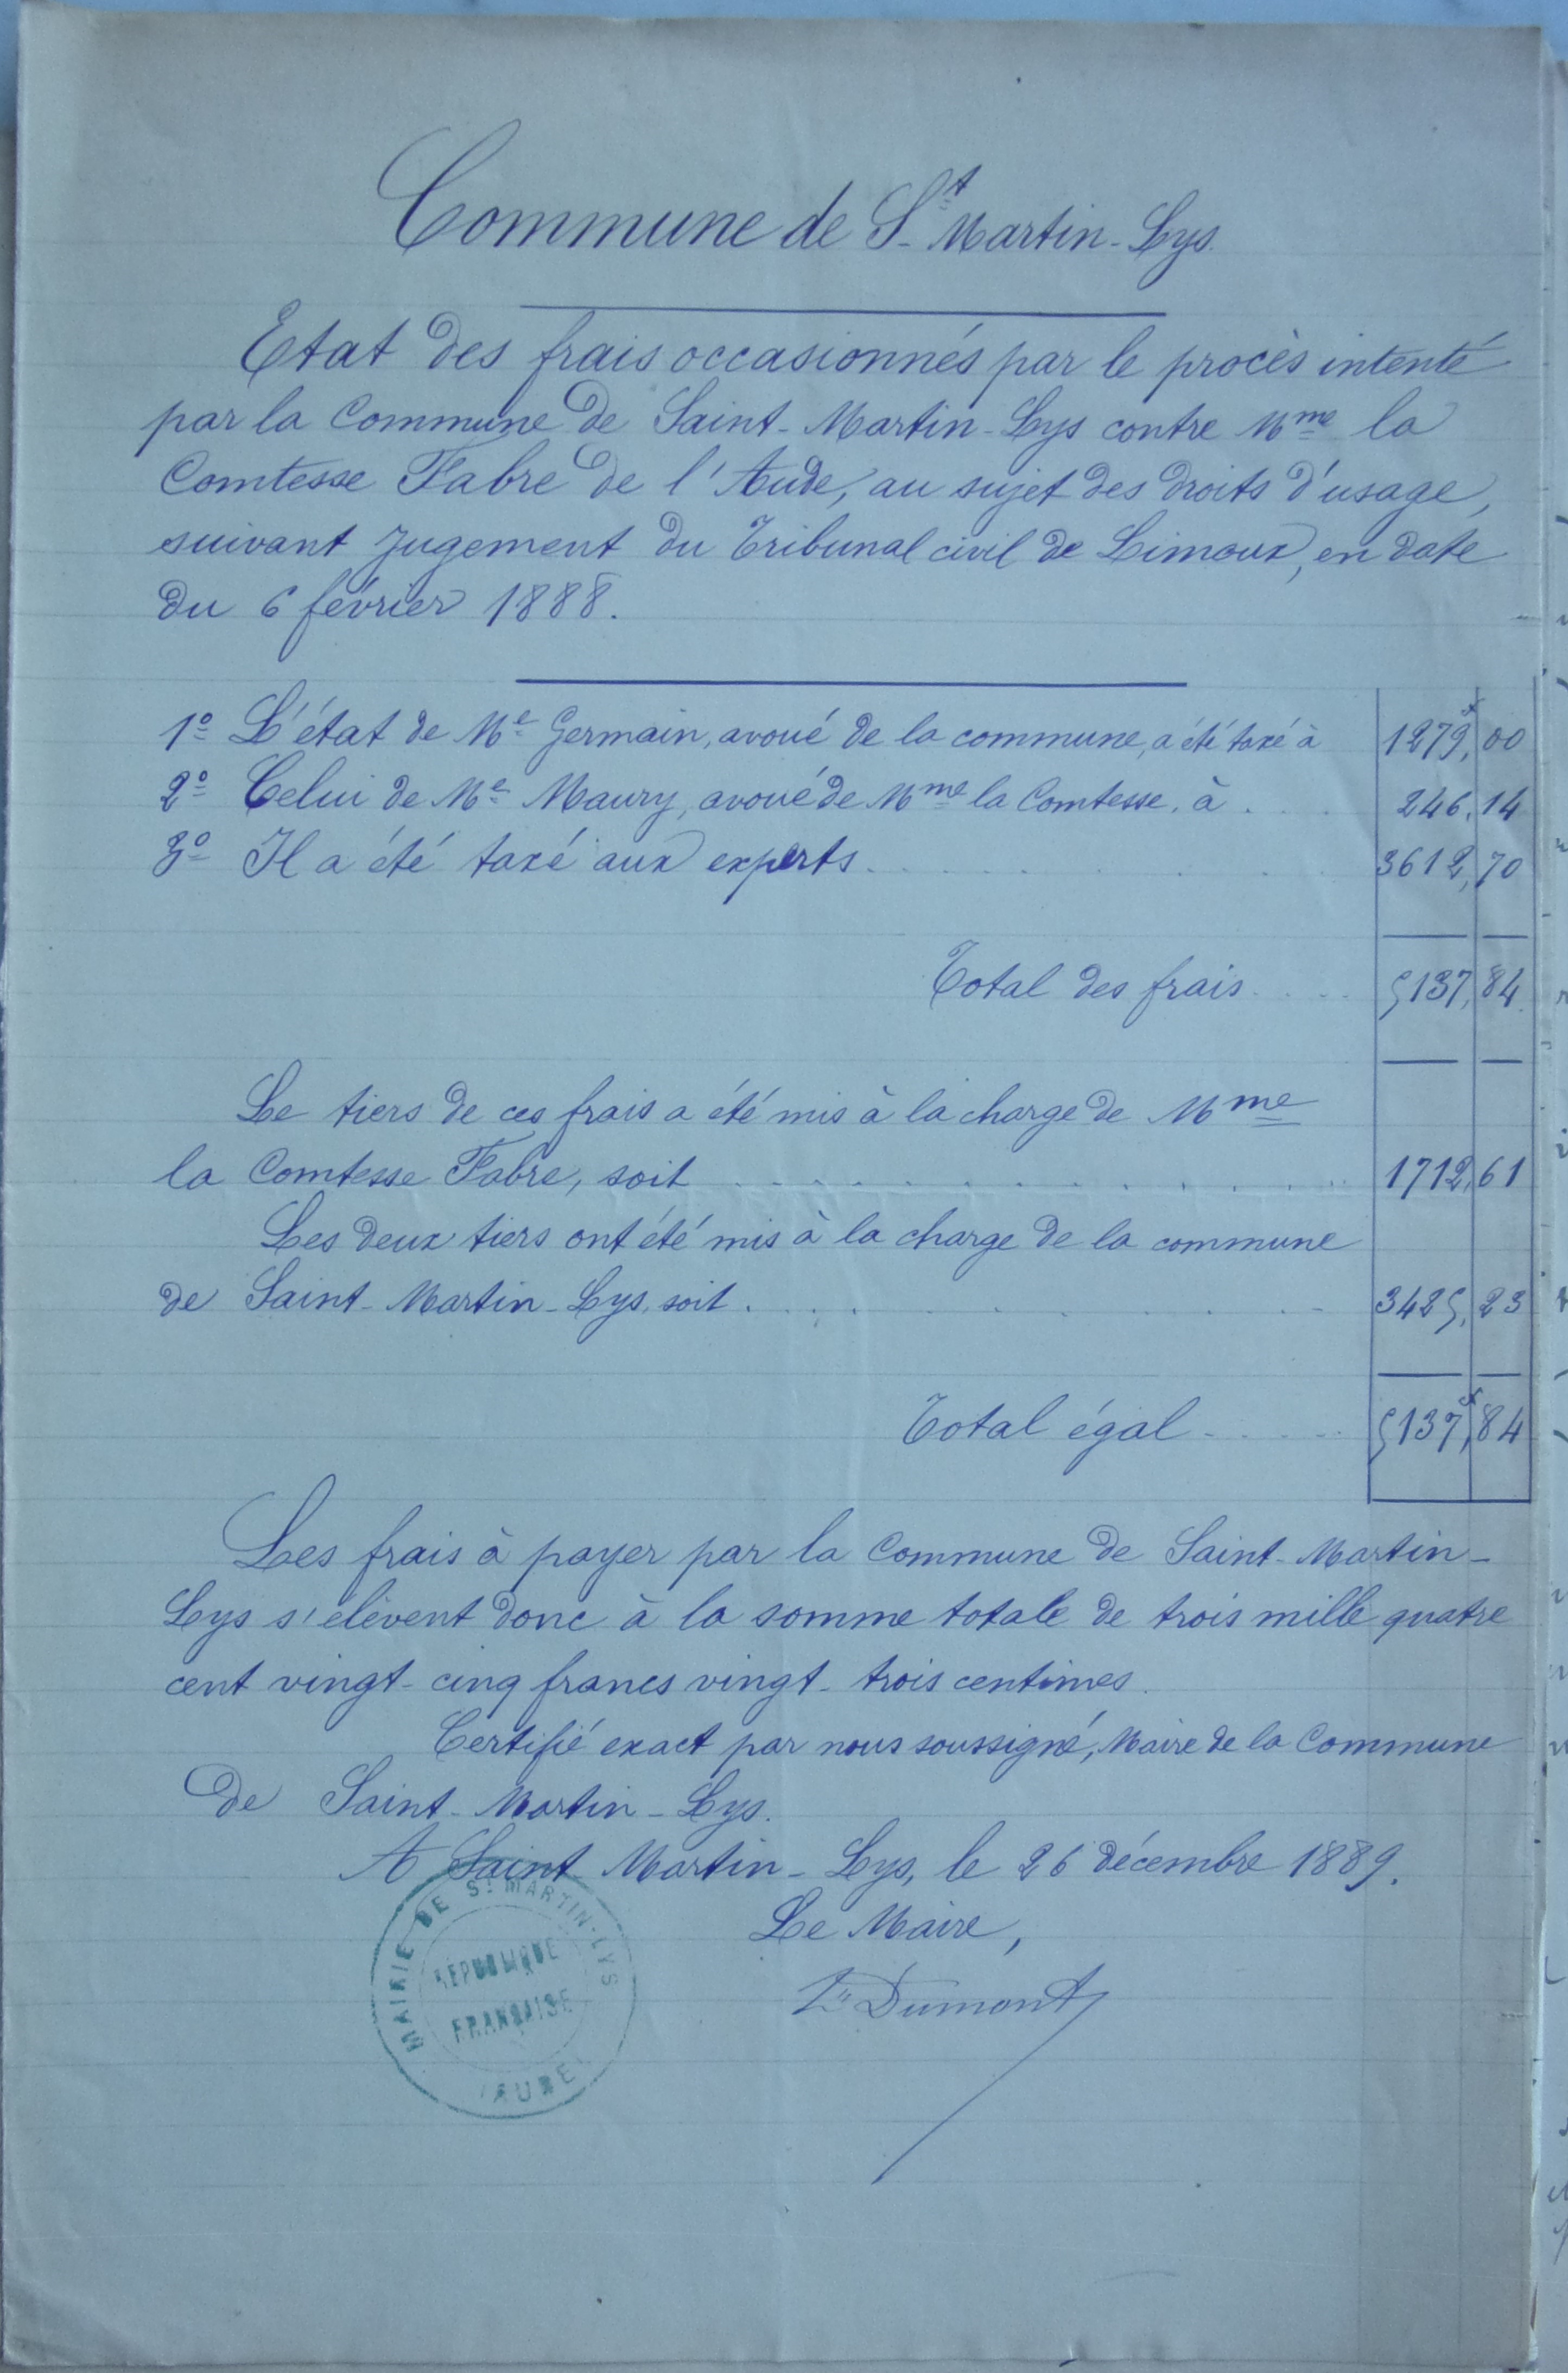 Commune de St Martin-Lys.
Etat des frais occasionnés par le procès intenté
par la Commune de Saint-Martin-Lys contre Mme la
Comtesse Fabre de l'Aude, au sujet des droits d'usage,
suivant Jugement du Tribunal civil de Limoux, en date
du 6 février 1888.
1º L'état de Me Germain, avoué de la commune, a été taxé à 1279f,00
2º Celui de Me Maury, avoué de Mme la Comtesse, à . . . 246,14
3º Il a été taxé aux experts . . . . . . . 3612,70
Total des frais . . . . 5137,84
Le tiers de ces frais a été mis à la charge de Mme
la Comtesse Fabre, soit . . . . . . . . . . . 1712,61
Les deux tiers ont été mis à la charge de la commune
de Saint-Martin-Lys, soit . . . . . . . . . 3425,23
Total égal . . . . . 5137f,84
Les frais à payer par la Commune de Saint-Martin-
Lys s'élèvent donc à la somme totale de trois mille quatre
cent vingt-cinq francs vingt-trois centimes.
Certifié exact par nous soussigné, Maire de la Commune
de Saint-Martin-Lys.
A Saint Martin-Lys, le 26 décembre 1889.
Le Maire,
Dumont
MAIRIE DE St MARTIN-LYS
RÉPUBLIQUE
FRANÇAISE
(AUDE)